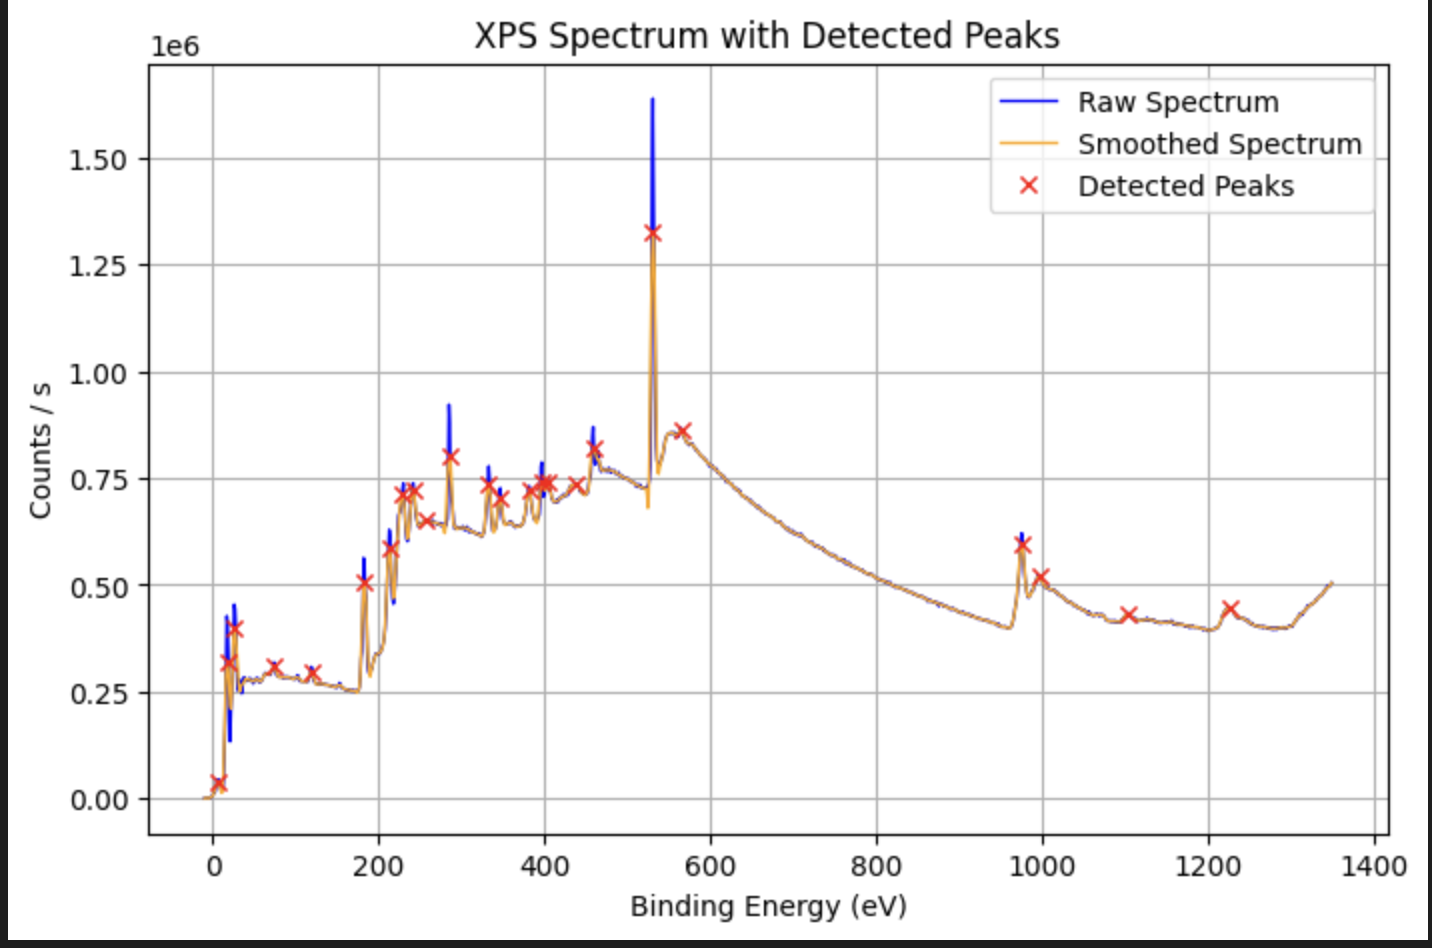 XPS Spectrum with Detected Peaks
1e6
Raw Spectrum
Smoothed Spectrum
Detected Peaks
1.50
1.25
1.00
0.75
0.50
0.25
0.00
Counts / s
0 200 400 600 800 1000 1200 1400
Binding Energy (eV)